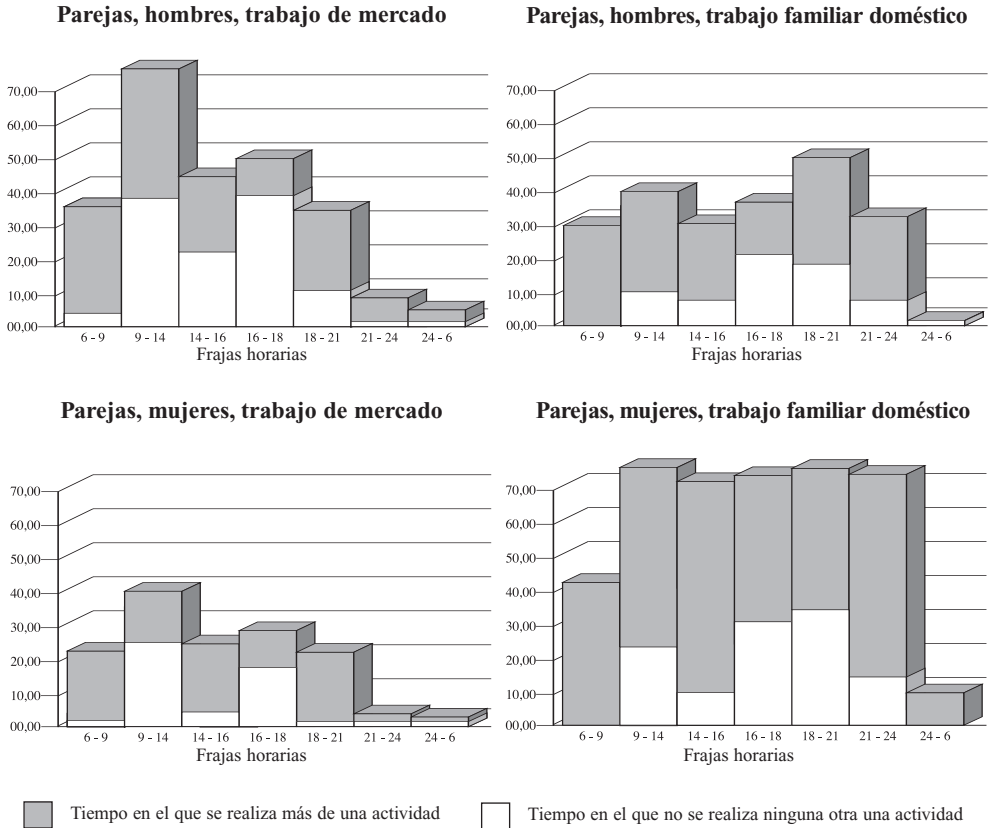 Parejas, hombres, trabajo de mercado
70,00
60,00
50,00
40,00
30,00
20,00
10,00
00,00
6 - 9 9 - 14 14 - 16 16 - 18 18 - 21 21 - 24 24 - 6
Frajas horarias
Parejas, hombres, trabajo familiar doméstico
70,00
60,00
50,00
40,00
30,00
20,00
10,00
00,00
6 - 9 9 - 14 14 - 16 16 - 18 18 - 21 21 - 24 24 - 6
Frajas horarias
Parejas, mujeres, trabajo de mercado
70,00
60,00
50,00
40,00
30,00
20,00
10,00
00,00
6 - 9 9 - 14 14 - 16 16 - 18 18 - 21 21 - 24 24 - 6
Frajas horarias
Parejas, mujeres, trabajo familiar doméstico
70,00
60,00
50,00
40,00
30,00
20,00
10,00
00,00
6 - 9 9 - 14 14 - 16 16 - 18 18 - 21 21 - 24 24 - 6
Frajas horarias
Tiempo en el que se realiza más de una actividad
Tiempo en el que no se realiza ninguna otra una actividad